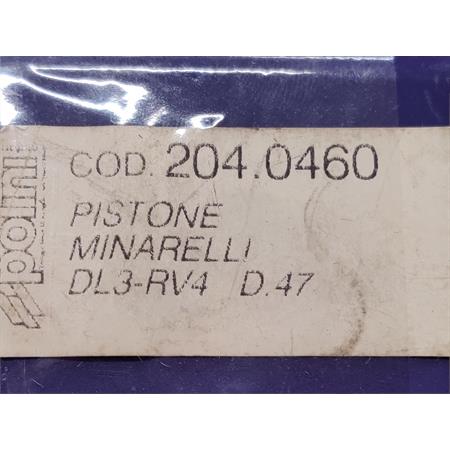 COD. 204.0460
PISTONE
MINARELLI
DL3-RV4 D.47